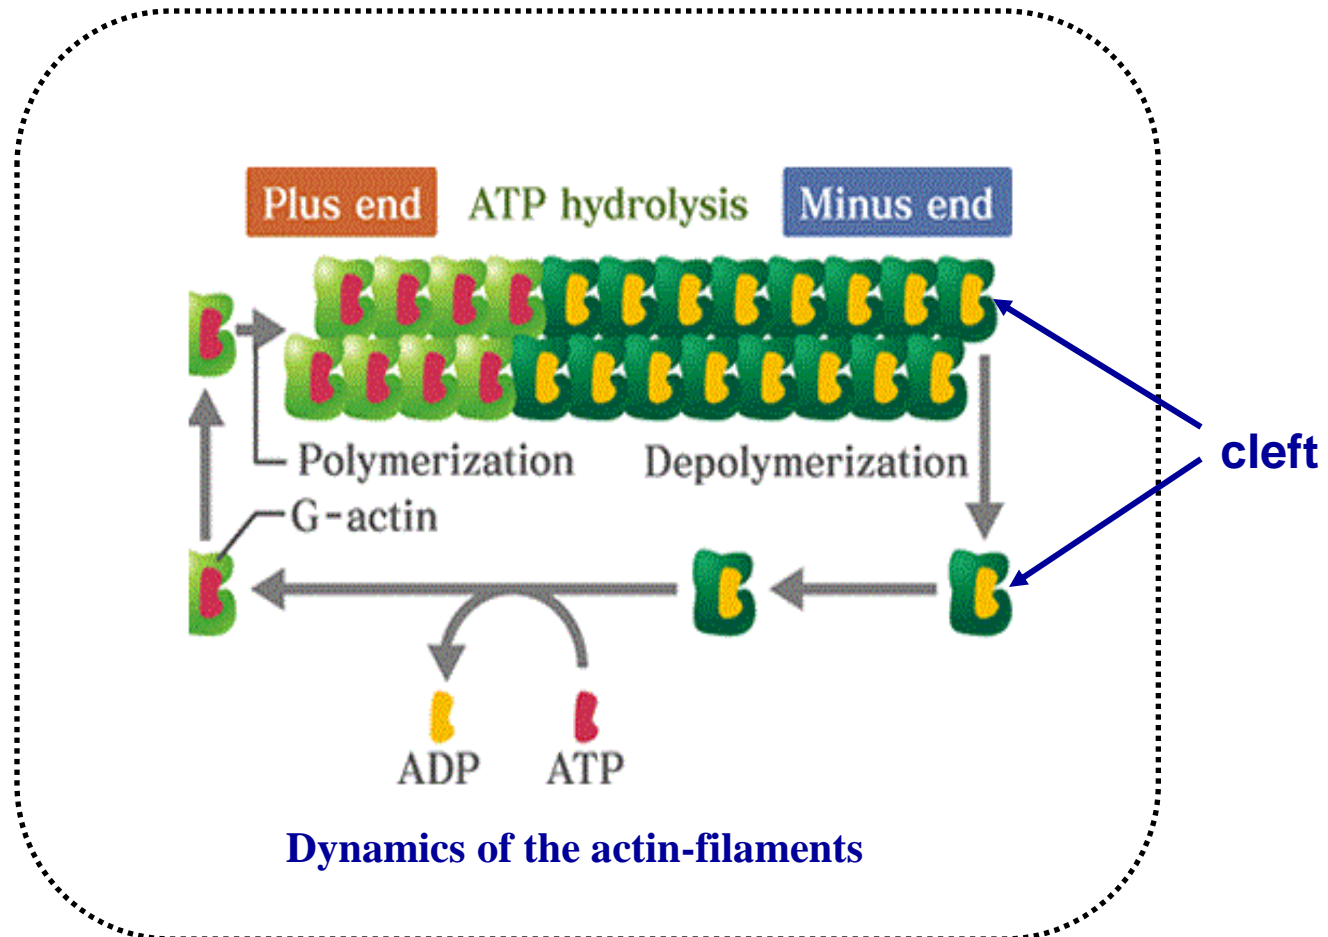 Plus end
ATP hydrolysis
Minus end
cleft
Polymerization
Depolymerization
G-actin
ADP
ATP
Dynamics of the actin-filaments